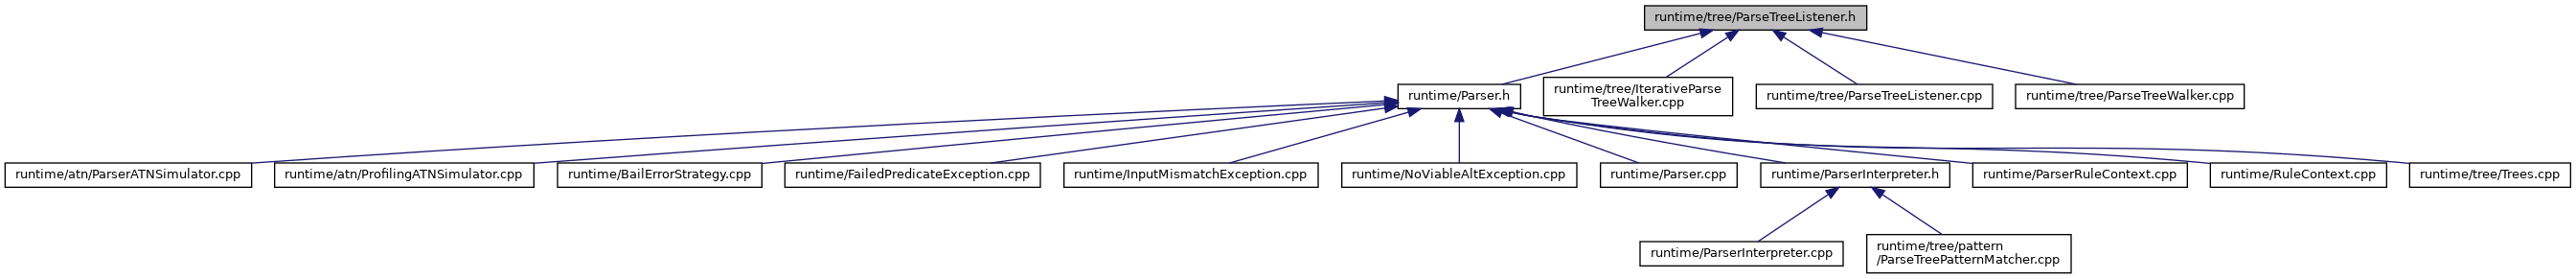 runtime/tree/ParseTreeListener.h
runtime/Parser.h
runtime/tree/IterativeParse
TreeWalker.cpp
runtime/tree/ParseTreeListener.cpp
runtime/tree/ParseTreeWalker.cpp
runtime/atn/ParserATNSimulator.cpp
runtime/atn/ProfilingATNSimulator.cpp
runtime/BailErrorStrategy.cpp
runtime/FailedPredicateException.cpp
runtime/InputMismatchException.cpp
runtime/NoViableAltException.cpp
runtime/Parser.cpp
runtime/ParserInterpreter.h
runtime/ParserRuleContext.cpp
runtime/RuleContext.cpp
runtime/tree/Trees.cpp
runtime/ParserInterpreter.cpp
runtime/tree/pattern
/ParseTreePatternMatcher.cpp